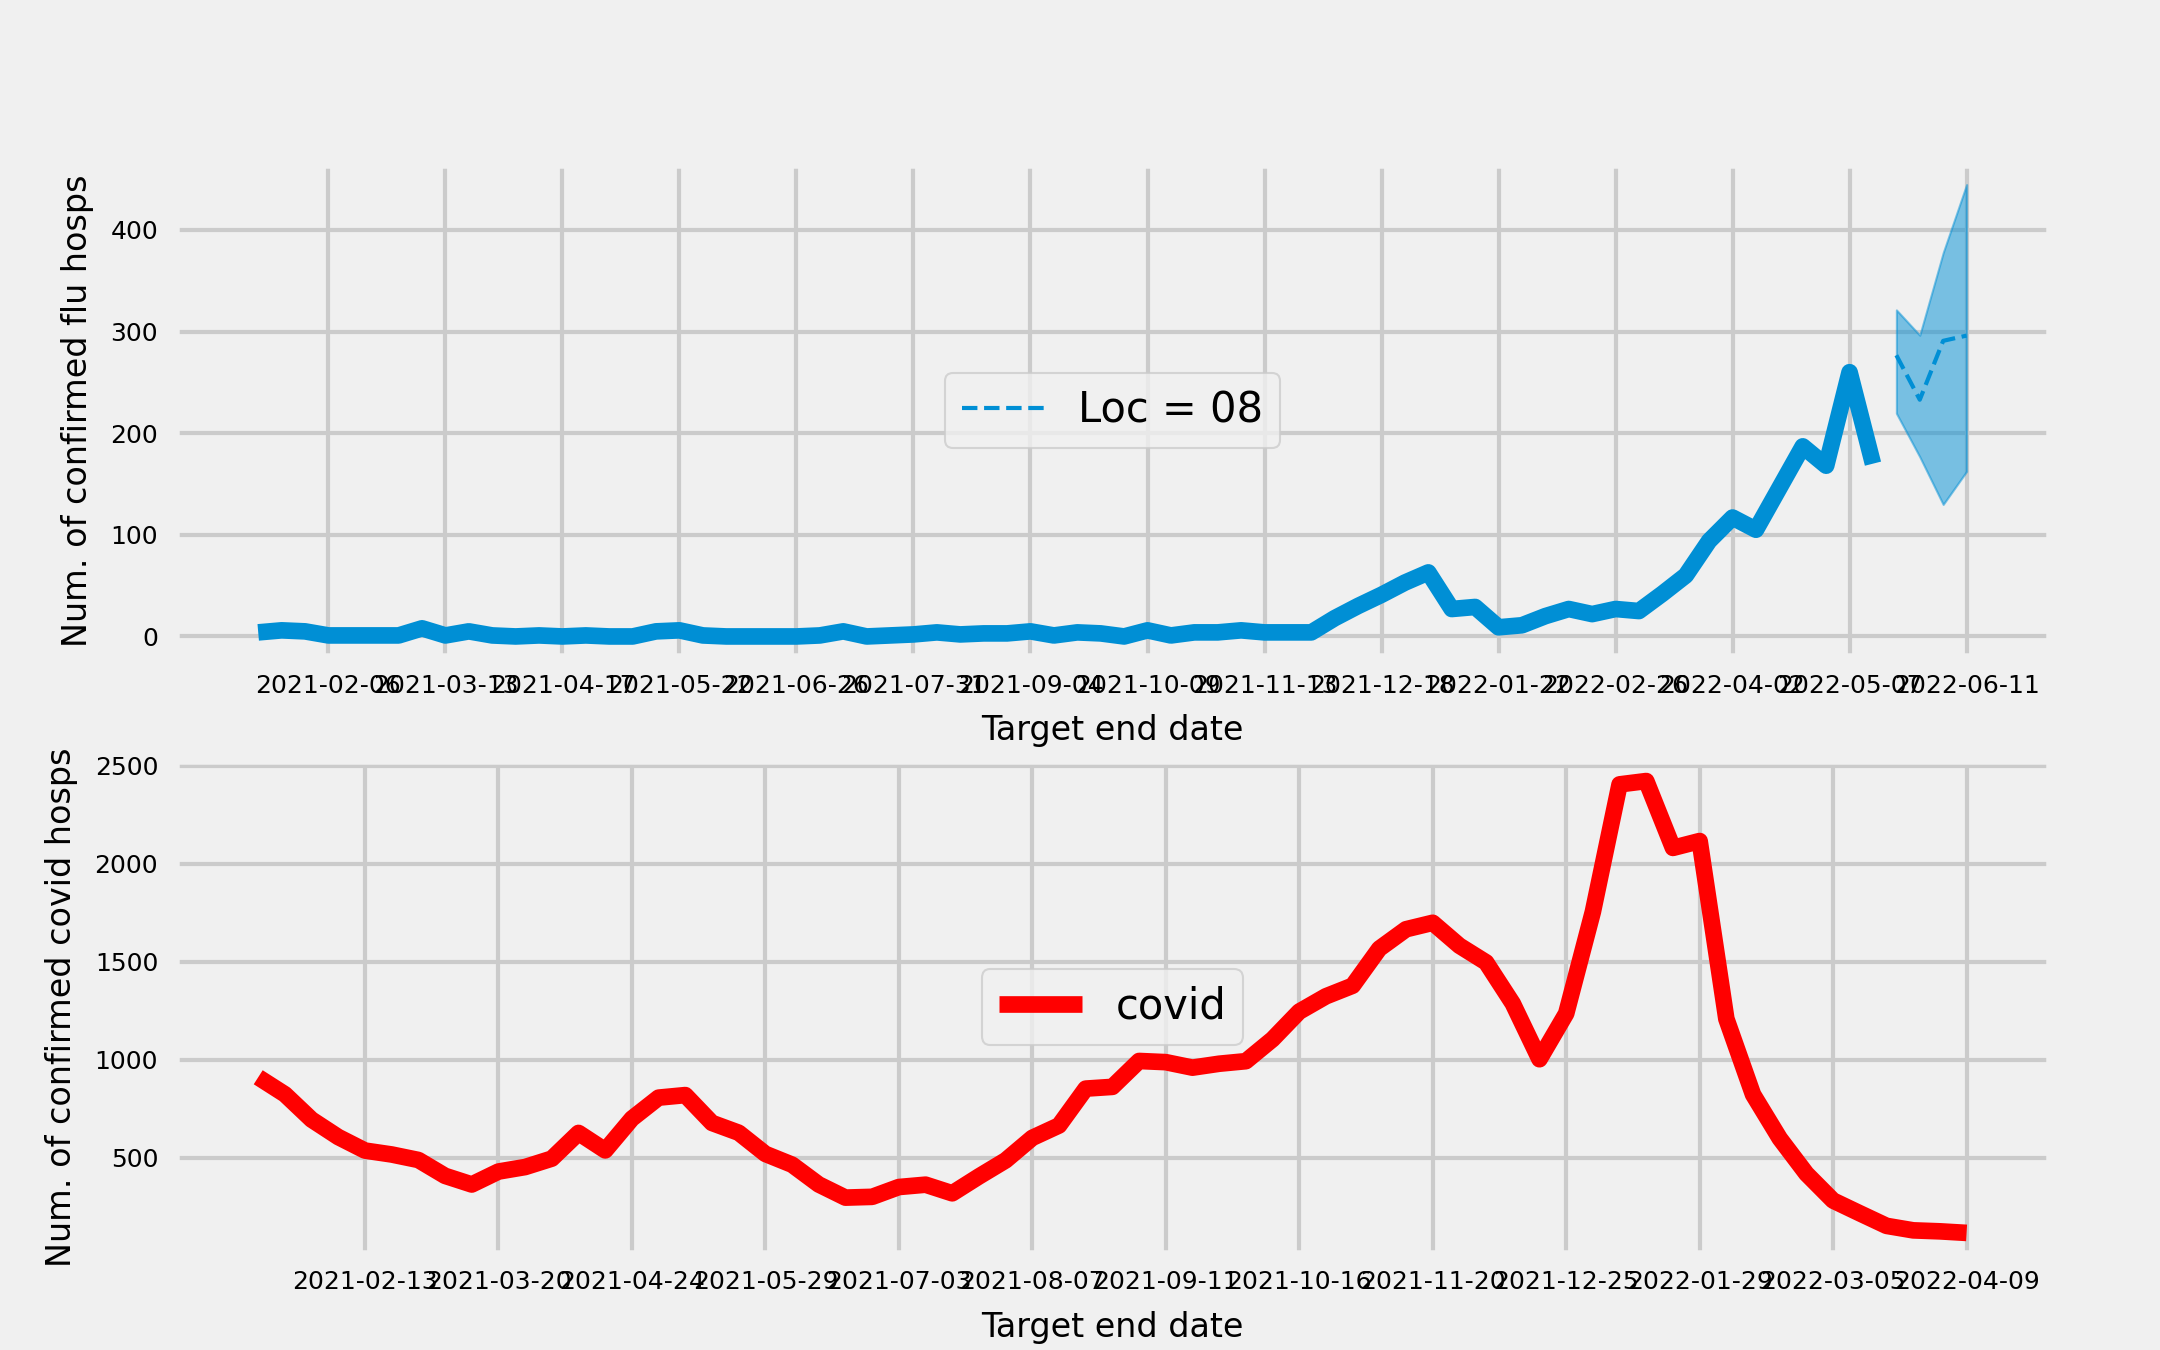 Num. of confirmed flu hosps
400
300
200
100
0
Loc = 08
2021-02-06 2021-03-13 2021-04-17 2021-05-22 2021-06-26 2021-07-31 2021-09-04 2021-10-09 2021-11-13 2021-12-18 2022-01-22 2022-02-26 2022-04-02 2022-05-07 2022-06-11
Target end date
Num. of confirmed covid hosps
2500
2000
1500
1000
500
covid
2021-02-13 2021-03-20 2021-04-24 2021-05-29 2021-07-03 2021-08-07 2021-09-11 2021-10-16 2021-11-20 2021-12-25 2022-01-29 2022-03-05 2022-04-09
Target end date